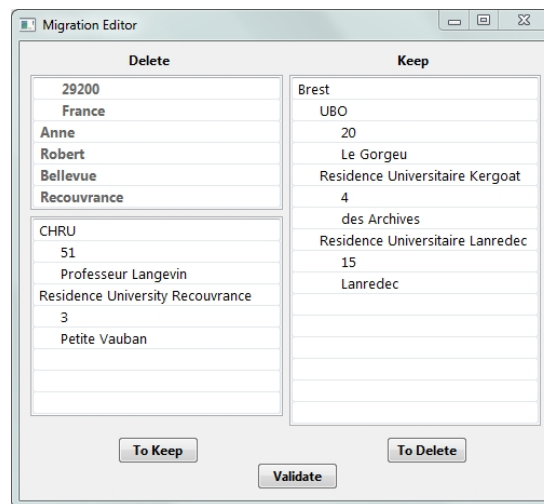 Migration Editor
Delete
29200
France
Anne
Robert
Bellevue
Recouvrance
CHRU
51
Professeur Langevin
Residence University Recouvrance
3
Petite Vauban
To Keep
Keep
Brest
UBO
20
Le Gorgeu
Residence Universitaire Kergoat
4
des Archives
Residence Universitaire Lanredec
15
Lanredec
To Delete
Validate